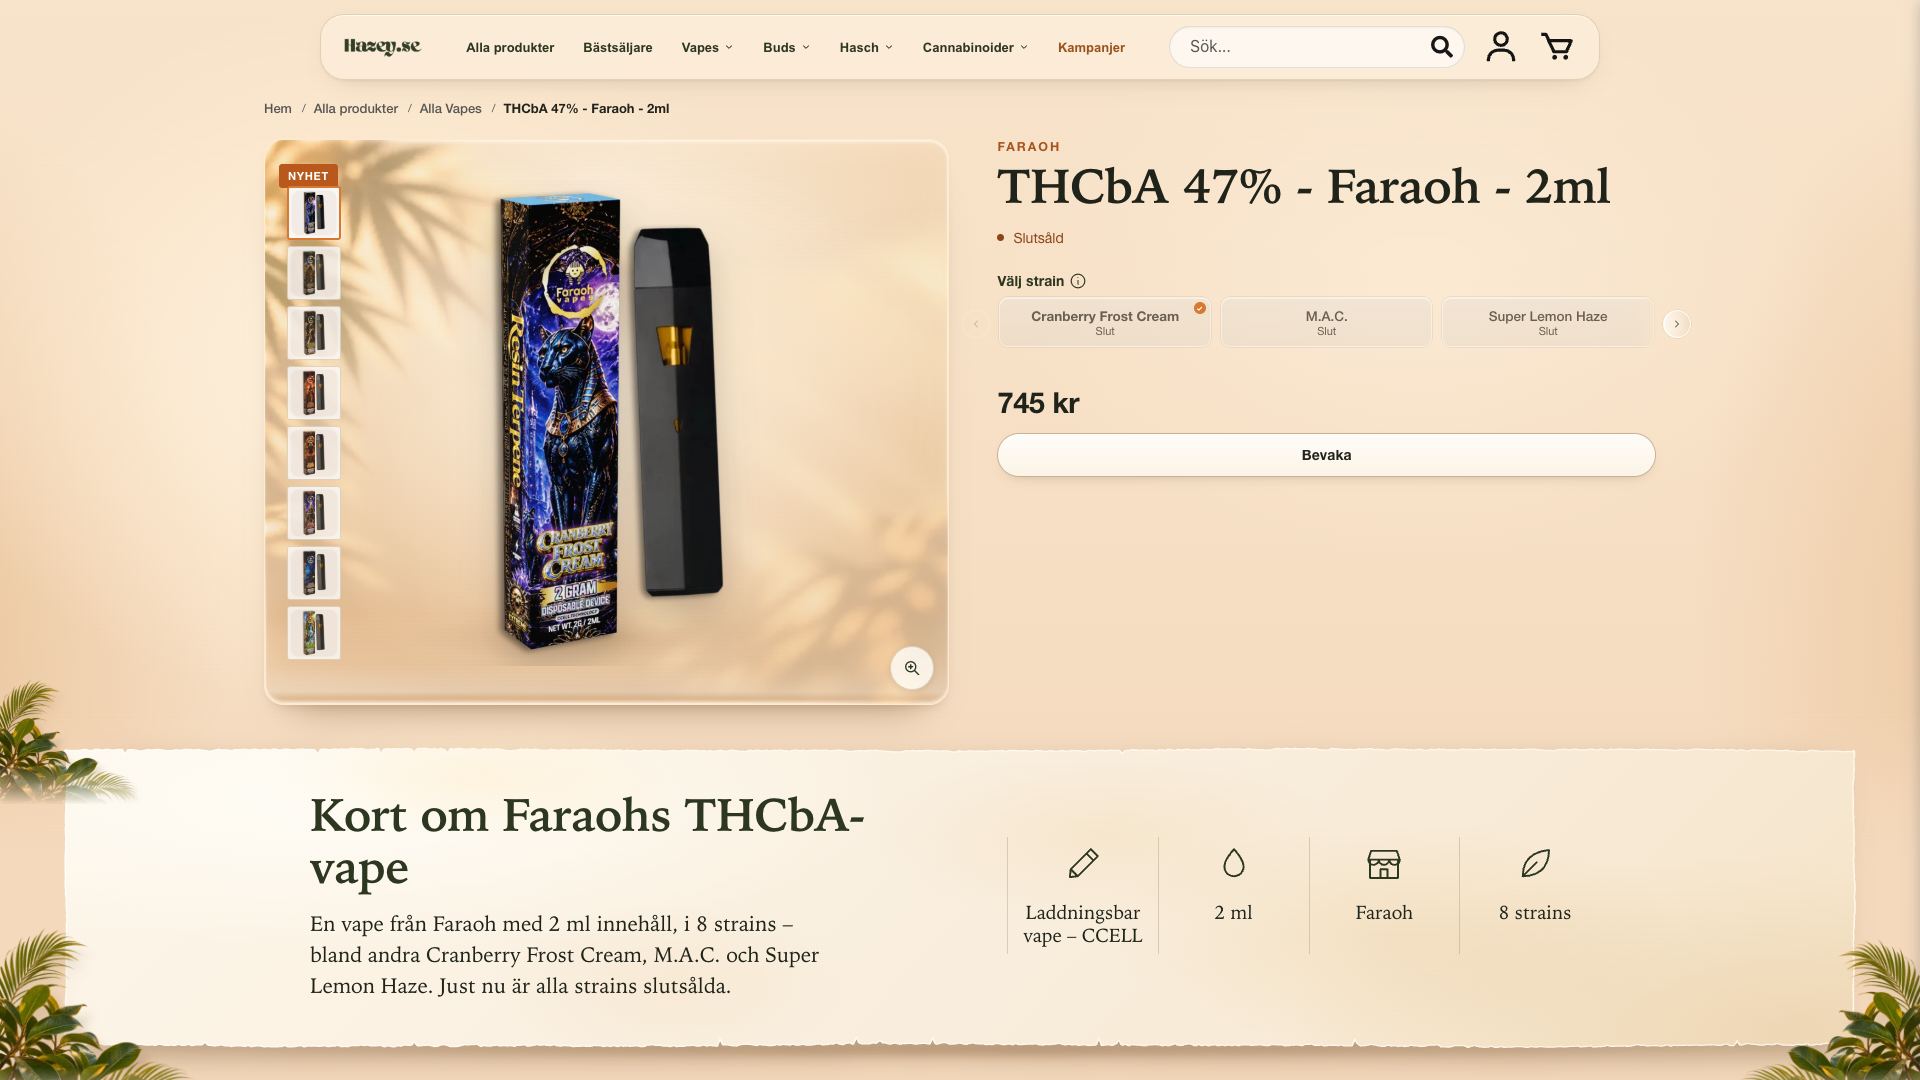 Hazey.se
Alla produkter
Bästsäljare
Vapes
Buds
Hasch
Cannabinoider
Kampanjer
Sök...
Hem / Alla produkter / Alla Vapes / THCbA 47% - Faraoh - 2ml
NYHET
Faraoh
vapes
Resin Terpene
CRANBERRY
FROST
CREAM
2 GRAM
DISPOSABLE DEVICE
NET WT. 2G / 2ML
FARAOH
THCbA 47% - Faraoh - 2ml
Slutsåld
Välj strain
Cranberry Frost Cream
Slut
M.A.C.
Slut
Super Lemon Haze
Slut
745 kr
Bevaka
Kort om Faraohs THCbA-
vape
En vape från Faraoh med 2 ml innehåll, i 8 strains –
bland andra Cranberry Frost Cream, M.A.C. och Super
Lemon Haze. Just nu är alla strains slutsålda.
Laddningsbar
vape – CCELL
2 ml
Faraoh
8 strains